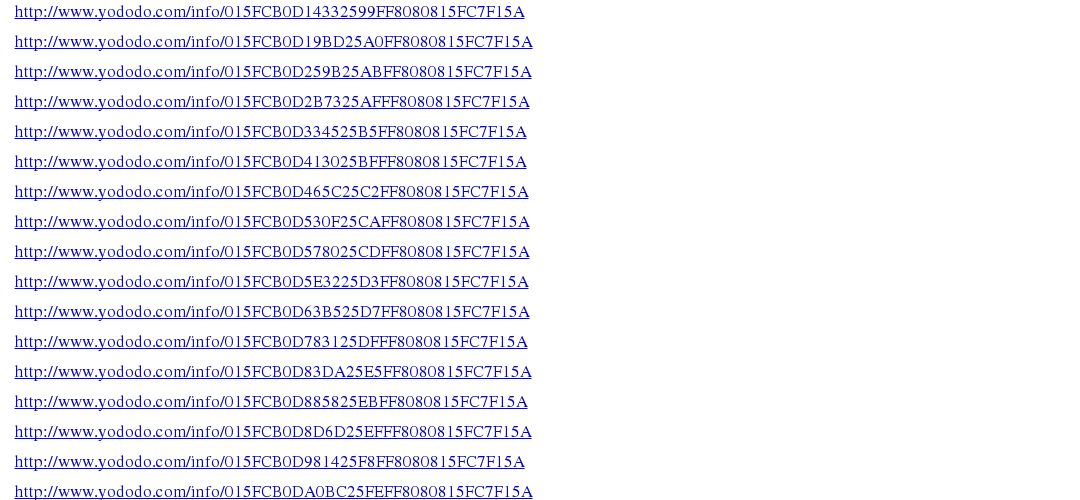 http://www.yododo.com/info/015FCB0D14332599FF8080815FC7F15A
http://www.yododo.com/info/015FCB0D19BD25A0FF8080815FC7F15A
http://www.yododo.com/info/015FCB0D259B25ABFF8080815FC7F15A
http://www.yododo.com/info/015FCB0D2B7325AFFF8080815FC7F15A
http://www.yododo.com/info/015FCB0D334525B5FF8080815FC7F15A
http://www.yododo.com/info/015FCB0D413025BFFF8080815FC7F15A
http://www.yododo.com/info/015FCB0D465C25C2FF8080815FC7F15A
http://www.yododo.com/info/015FCB0D530F25CAFF8080815FC7F15A
http://www.yododo.com/info/015FCB0D578025CDFF8080815FC7F15A
http://www.yododo.com/info/015FCB0D5E3225D3FF8080815FC7F15A
http://www.yododo.com/info/015FCB0D63B525D7FF8080815FC7F15A
http://www.yododo.com/info/015FCB0D783125DFFF8080815FC7F15A
http://www.yododo.com/info/015FCB0D83DA25E5FF8080815FC7F15A
http://www.yododo.com/info/015FCB0D885825EBFF8080815FC7F15A
http://www.yododo.com/info/015FCB0D8D6D25EFFF8080815FC7F15A
http://www.yododo.com/info/015FCB0D981425F8FF8080815FC7F15A
http://www.yododo.com/info/015FCB0DA0BC25FEFF8080815FC7F15A